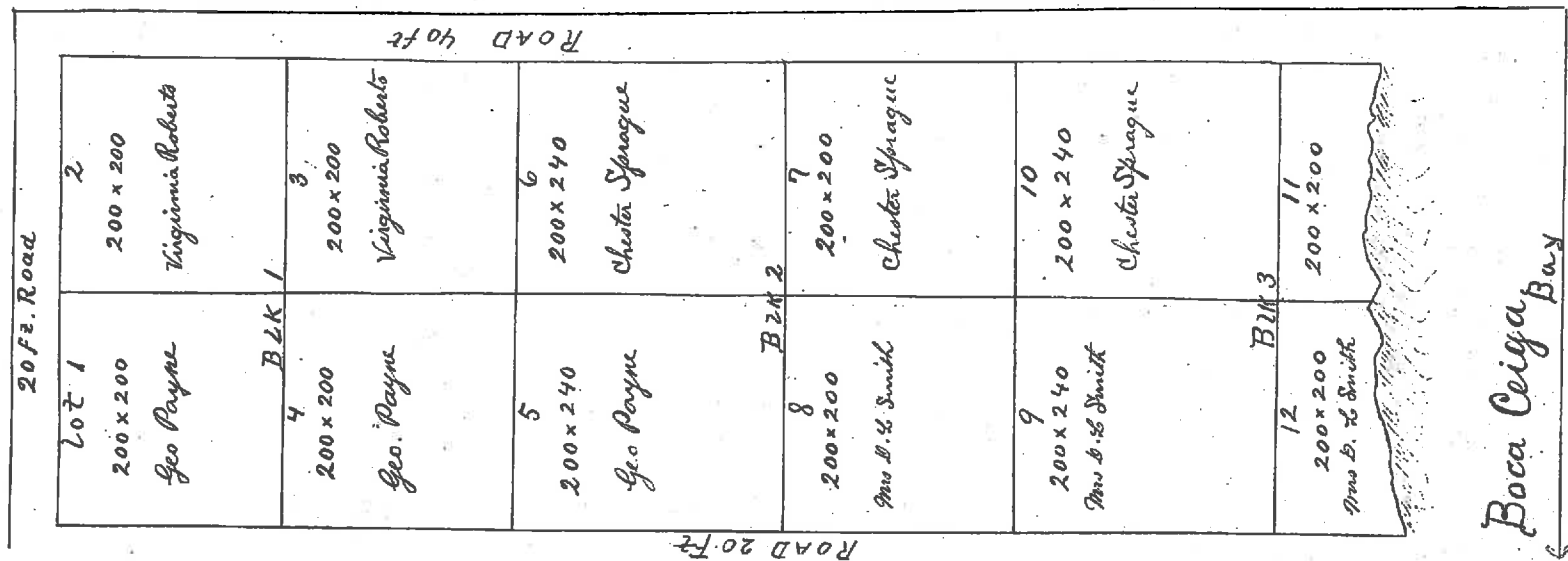 20 Fz. Road
ROAD 40 ft
Lot 1
200 x 200
Geo Payne
2
200 x 200
Virginia Roberts
BLK 1
4
200 x 200
Geo. Payne
3
200 x 200
Virginia Roberts
5
200 x 240
Geo Payne
6
200 x 240
Chester Sprague
BLK 2
8
200 x 200
Mrs D. L Smith
7
200 x 200
Chester Sprague
9
200 x 240
Mrs D. L Smith
10
200 x 240
Chester Sprague
BLK 3
12
200 x 200
Mrs D. L Smith
11
200 x 200
ROAD 20 Fz
Boca Ceiga
Bay